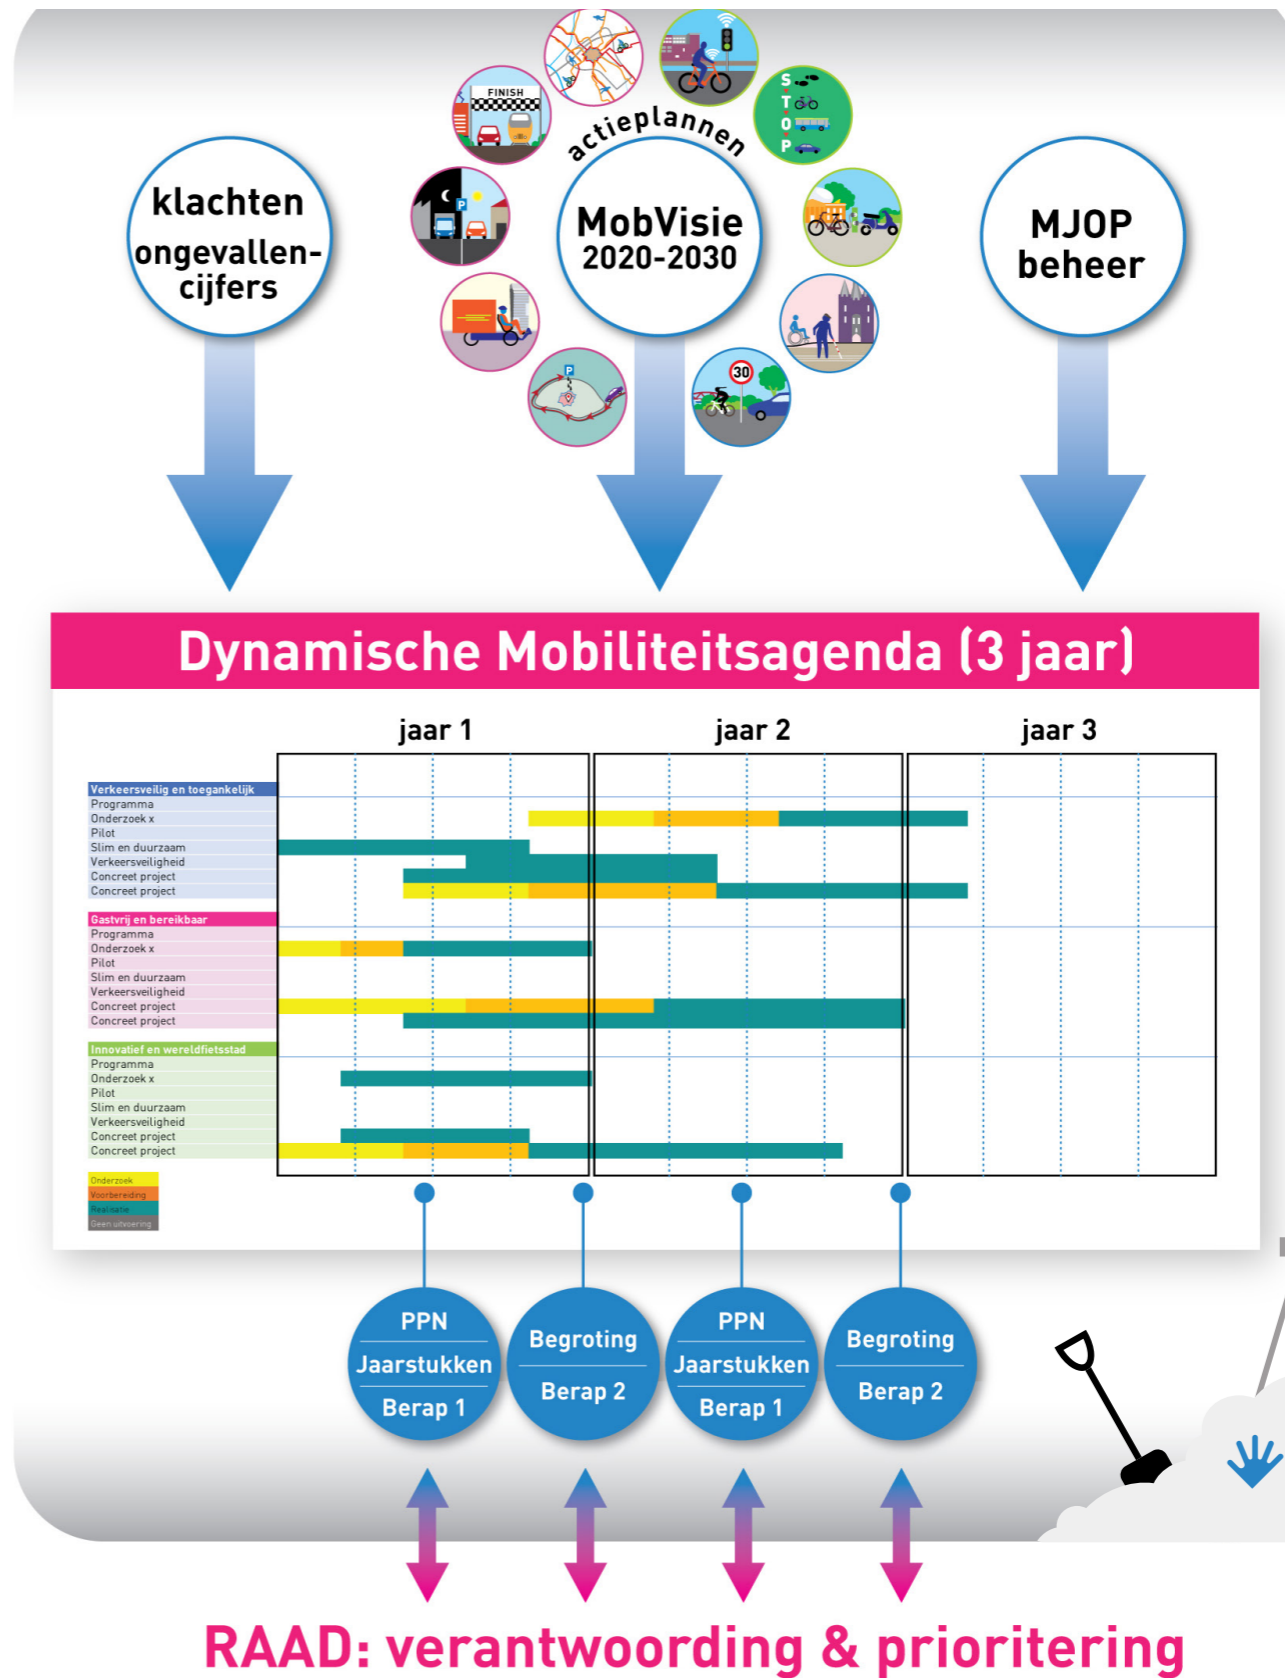 FINISH
S
T
O
P
P
P
30
actieplannen
klachten
ongevallen-
cijfers
MobVisie
2020-2030
MJOP
beheer
Dynamische Mobiliteitsagenda (3 jaar)
jaar 1
jaar 2
jaar 3
Verkeersveilig en toegankelijk
Programma
Onderzoek x
Pilot
Slim en duurzaam
Verkeersveiligheid
Concreet project
Concreet project
Gastvrij en bereikbaar
Programma
Onderzoek x
Pilot
Slim en duurzaam
Verkeersveiligheid
Concreet project
Concreet project
Innovatief en wereldfietsstad
Programma
Onderzoek x
Pilot
Slim en duurzaam
Verkeersveiligheid
Concreet project
Concreet project
Onderzoek
Voorbereiding
Realisatie
Geen uitvoering
PPN
Jaarstukken
Berap 1
Begroting
Berap 2
PPN
Jaarstukken
Berap 1
Begroting
Berap 2
RAAD: verantwoording & prioritering